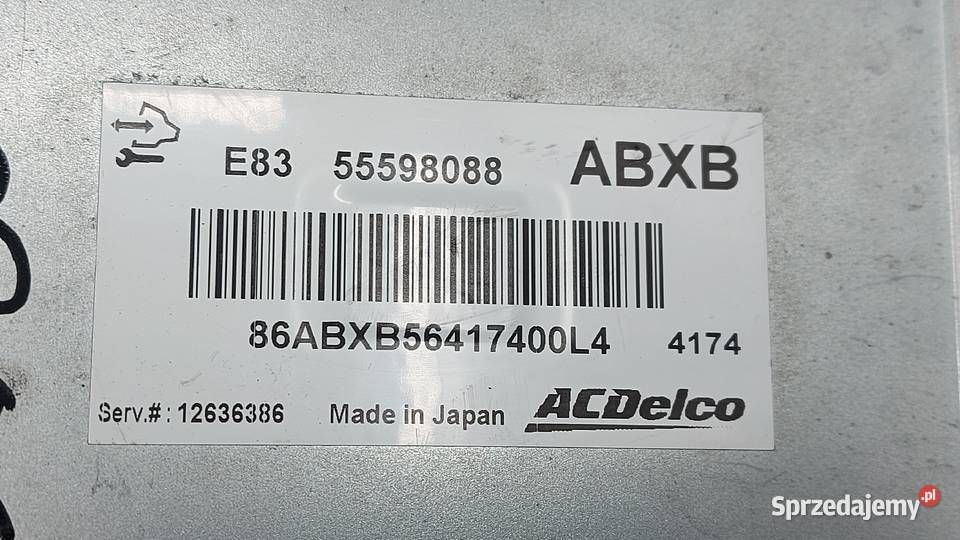 E83 55598088 ABXB
86ABXB56417400L4 4174
Serv.#: 12636386 Made in Japan ACDelco
Sprzedajemy.pl